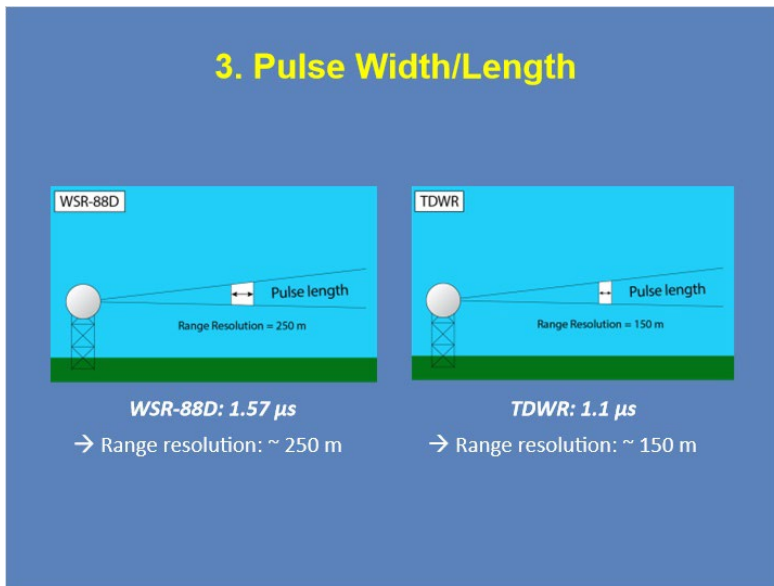 3. Pulse Width/Length
WSR-88D
Pulse length
Range Resolution = 250 m
TDWR
Pulse length
Range Resolution = 150 m
WSR-88D: 1.57 µs
→ Range resolution: ~ 250 m
TDWR: 1.1 µs
→ Range resolution: ~ 150 m